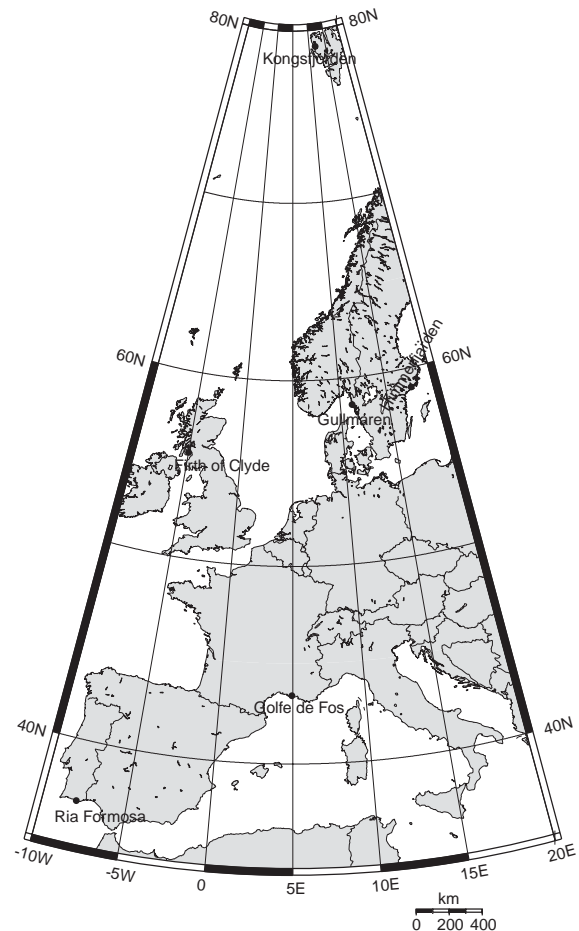 80N
80N
Kongsfjorden
60N
60N
Himmerfjärden
Gullmaren
Firth of Clyde
Golfe de Fos
40N
40N
Ria Formosa
-10W
-5W
0
5E
10E
15E
20E
km
0 200 400